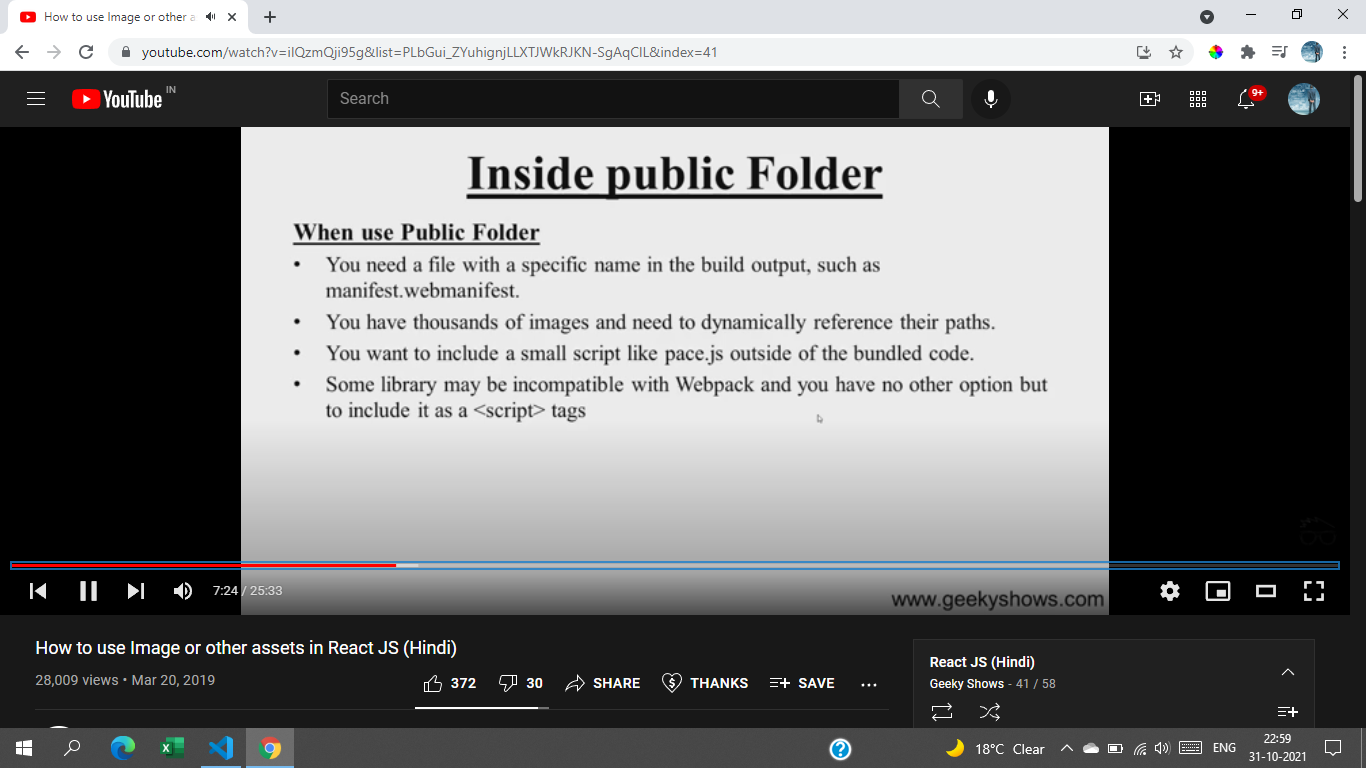 How to use Image or other a
youtube.com/watch?v=ilQzmQji95g&list=PLbGui_ZYuhignjLLXTJWkRJKN-SgAqCIL&index=41
YouTube IN
Search
9+
Inside public Folder
When use Public Folder
• You need a file with a specific name in the build output, such as
manifest.webmanifest.
• You have thousands of images and need to dynamically reference their paths.
• You want to include a small script like pace.js outside of the bundled code.
• Some library may be incompatible with Webpack and you have no other option but
to include it as a <script> tags
7:24 / 25:33
www.geekyshows.com
How to use Image or other assets in React JS (Hindi)
28,009 views • Mar 20, 2019
372
30
SHARE
THANKS
SAVE
React JS (Hindi)
Geeky Shows - 41 / 58
18°C Clear
ENG
22:59
31-10-2021